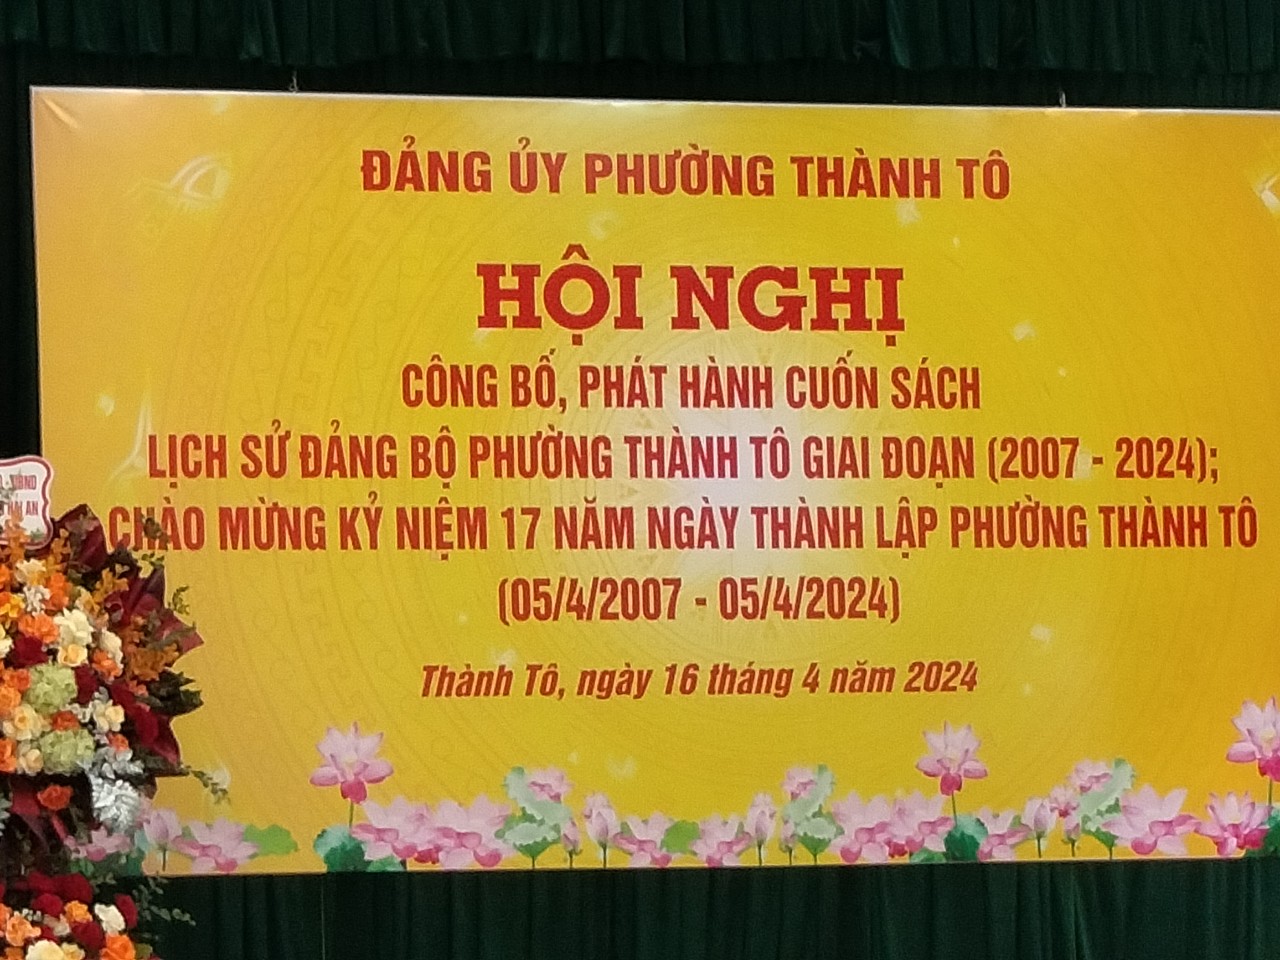 ĐẢNG ỦY PHƯỜNG THÀNH TÔ
HỘI NGHỊ
CÔNG BỐ, PHÁT HÀNH CUỐN SÁCH
LỊCH SỬ ĐẢNG BỘ PHƯỜNG THÀNH TÔ GIAI ĐOẠN (2007 - 2024);
CHÀO MỪNG KỶ NIỆM 17 NĂM NGÀY THÀNH LẬP PHƯỜNG THÀNH TÔ
(05/4/2007 - 05/4/2024)
Thành Tô, ngày 16 tháng 4 năm 2024
AN